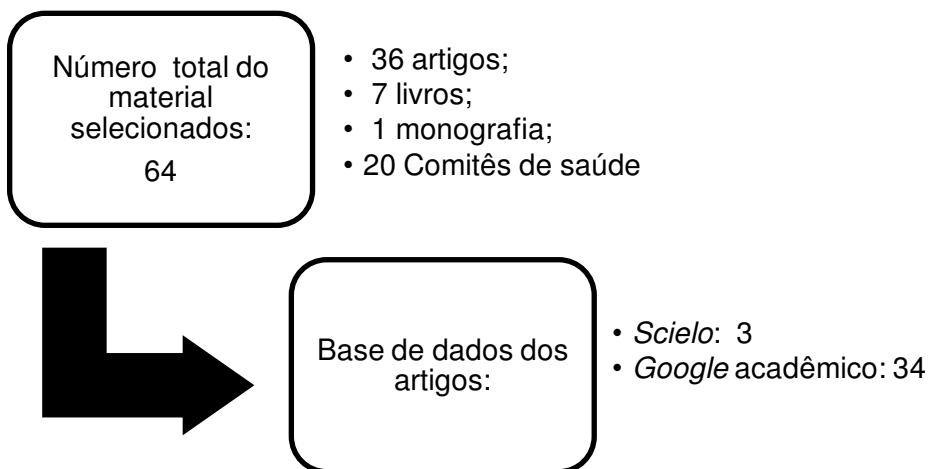 Número total do
material
selecionados:
64
• 36 artigos;
• 7 livros;
• 1 monografia;
• 20 Comitês de saúde
Base de dados dos
artigos:
• Scielo: 3
• Google acadêmico: 34